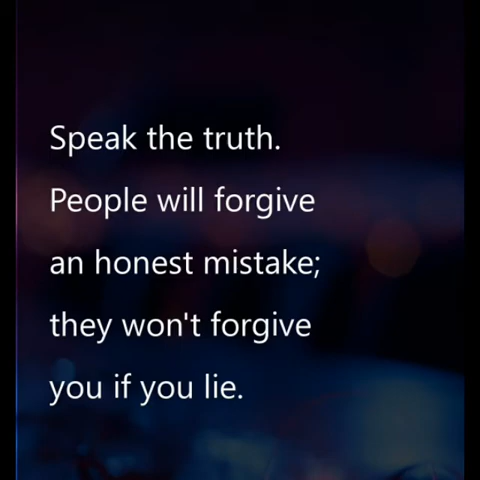 Speak the truth.
People will forgive
an honest mistake;
they won't forgive
you if you lie.